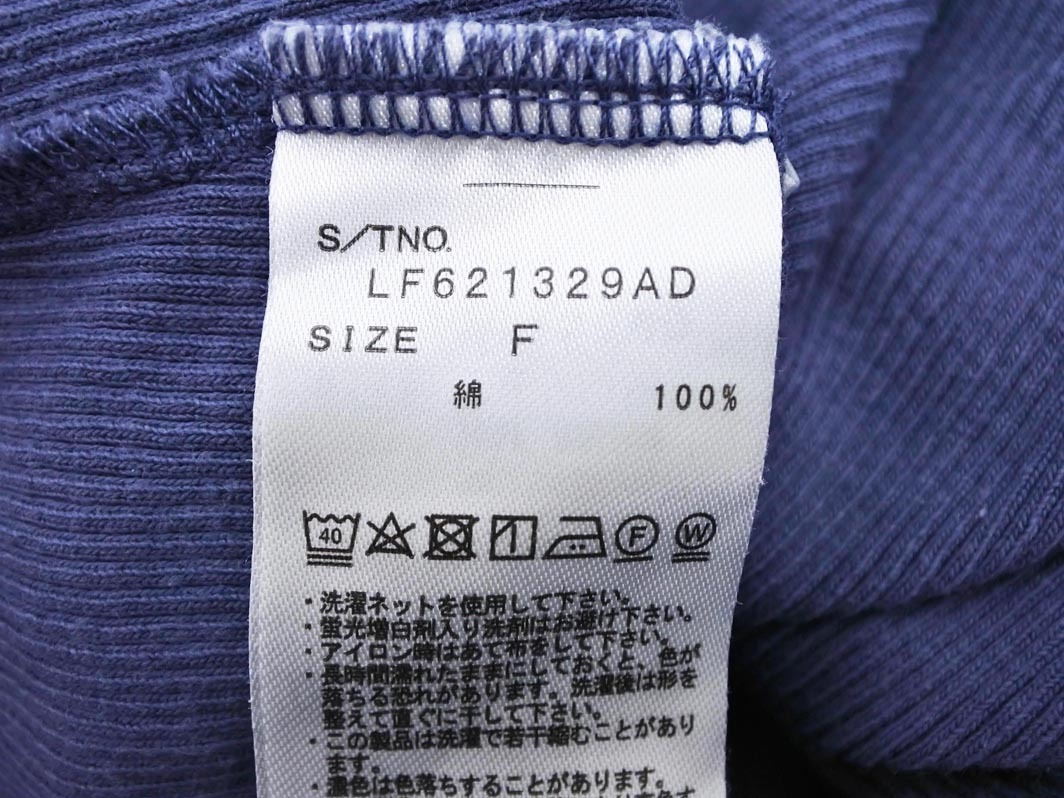 S/TNO.
LF621329AD
SIZE F
綿 100%
40 F W
・洗濯ネットを使用して下さい。
・蛍光増白剤入り洗剤はお避け下さい。
・アイロン時はあて布をして下さい。
・長時間濡れたままにしておくと、色が
落ちる恐れがあります。洗濯後は形を
整えて直ぐに干して下さい。
・この製品は洗濯で若干縮むことがあり
ます。
・濃色は色落ちすることがあります。